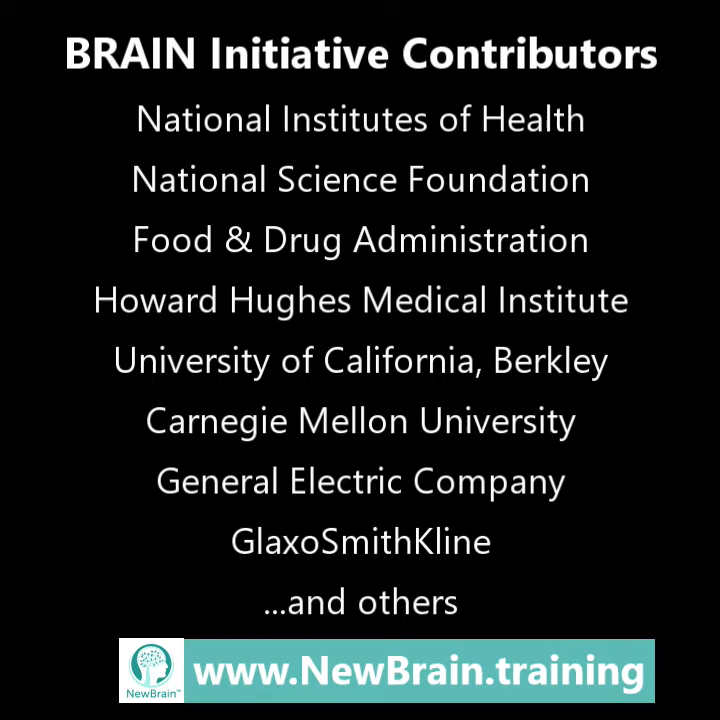 BRAIN Initiative Contributors
National Institutes of Health
National Science Foundation
Food & Drug Administration
Howard Hughes Medical Institute
University of California, Berkley
Carnegie Mellon University
General Electric Company
GlaxoSmithKline
...and others
NewBrain™ www.NewBrain.training